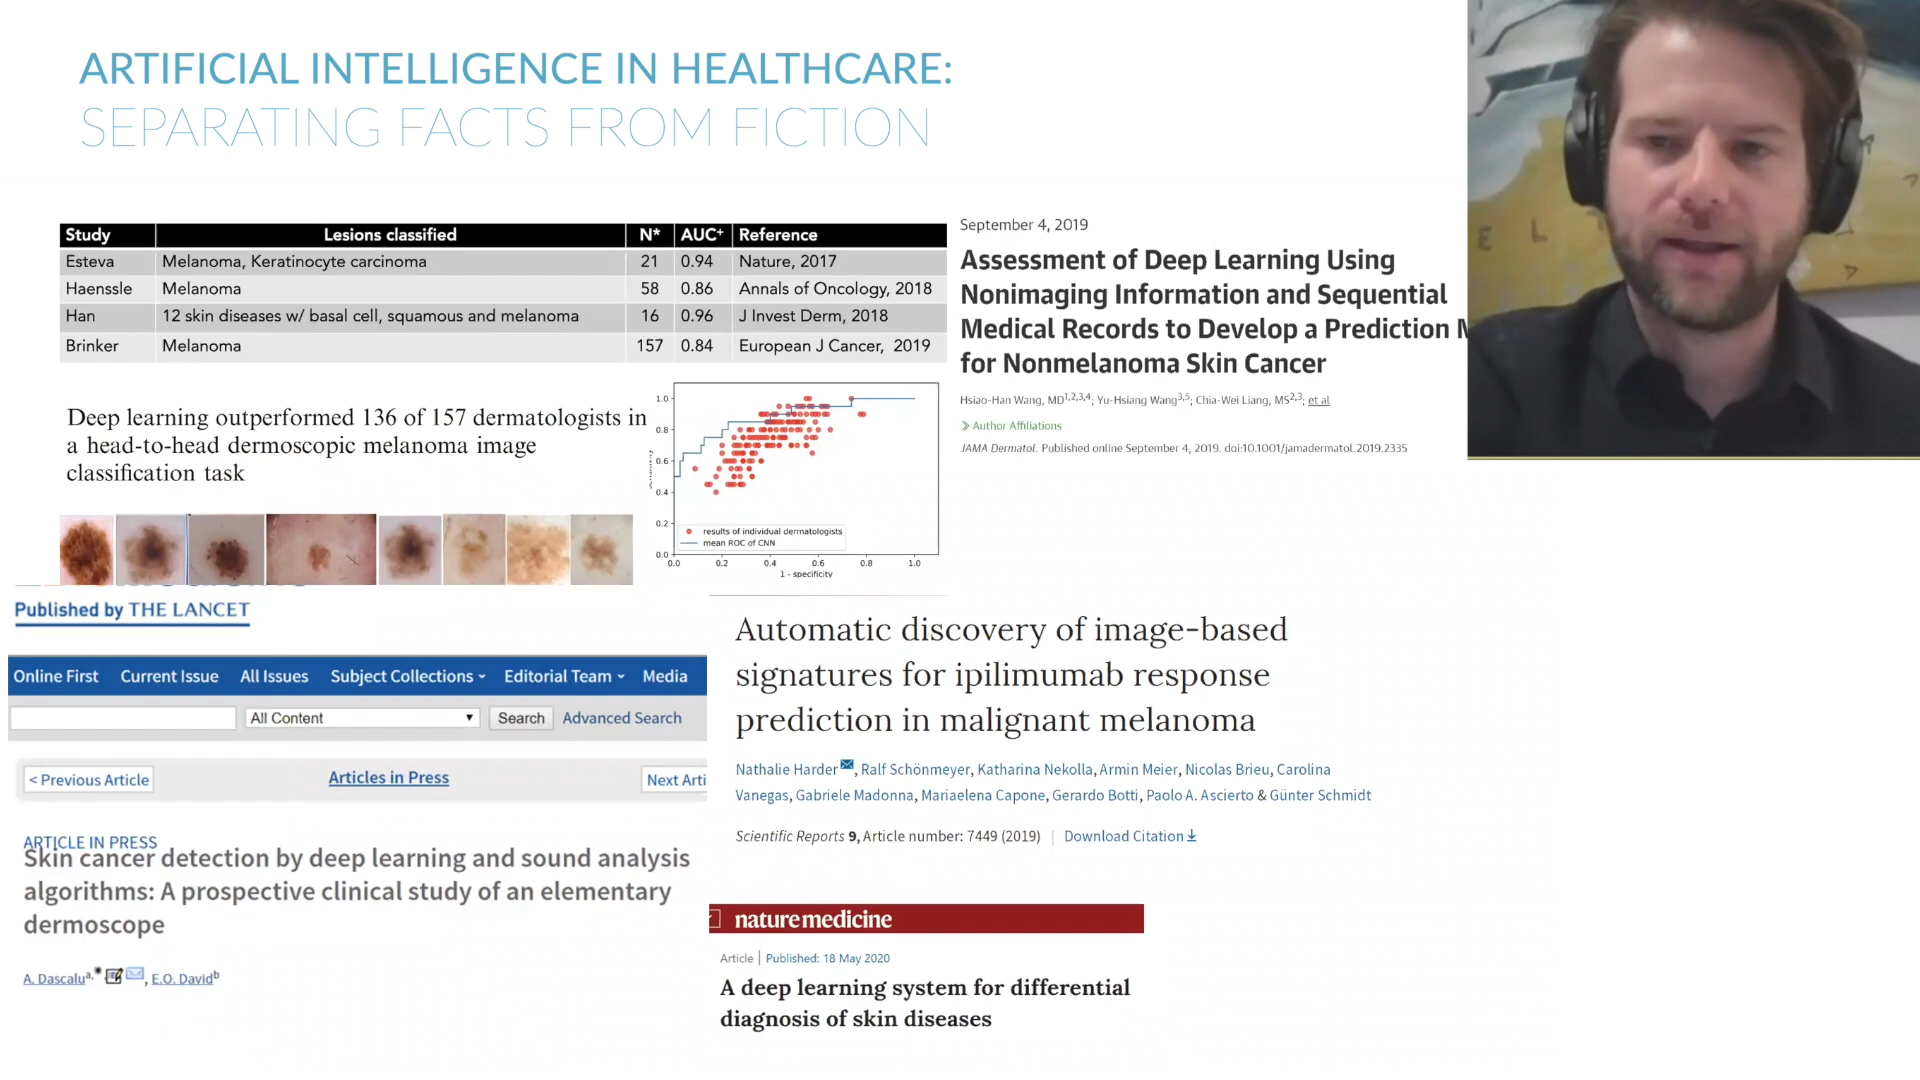 ARTIFICIAL INTELLIGENCE IN HEALTHCARE:
SEPARATING FACTS FROM FICTION
Study Lesions classified N* AUC+ Reference
Esteva Melanoma, Keratinocyte carcinoma 21 0.94 Nature, 2017
Haenssle Melanoma 58 0.86 Annals of Oncology, 2018
Han 12 skin diseases w/ basal cell, squamous and melanoma 16 0.96 J Invest Derm, 2018
Brinker Melanoma 157 0.84 European J Cancer, 2019
Deep learning outperformed 136 of 157 dermatologists in
a head-to-head dermoscopic melanoma image
classification task
1.0
0.8
0.6
0.4
0.2
0.0
results of individual dermatologists
mean ROC of CNN
0.0 0.2 0.4 0.6 0.8 1.0
1 - specificity
September 4, 2019
Assessment of Deep Learning Using
Nonimaging Information and Sequential
Medical Records to Develop a Prediction
for Nonmelanoma Skin Cancer
Hsiao-Han Wang, MD1,2,3,4; Yu-Hsiang Wang3,5; Chia-Wei Liang, MS2,3; et al
Author Affiliations
JAMA Dermatol. Published online September 4, 2019. doi:10.1001/jamadermatol.2019.2335
E L
Published by THE LANCET
Online First Current Issue All Issues Subject Collections Editorial Team Media
All Content Search Advanced Search
< Previous Article Articles in Press Next Arti
ARTICLE IN PRESS
Skin cancer detection by deep learning and sound analysis
algorithms: A prospective clinical study of an elementary
dermoscope
A. Dascalua,*, E.O. Davidb
Automatic discovery of image-based
signatures for ipilimumab response
prediction in malignant melanoma
Nathalie Harder, Ralf Schönmeyer, Katharina Nekolla, Armin Meier, Nicolas Brieu, Carolina
Vanegas, Gabriele Madonna, Mariaelena Capone, Gerardo Botti, Paolo A. Ascierto & Günter Schmidt
Scientific Reports 9, Article number: 7449 (2019) | Download Citation
nature medicine
Article | Published: 18 May 2020
A deep learning system for differential
diagnosis of skin diseases